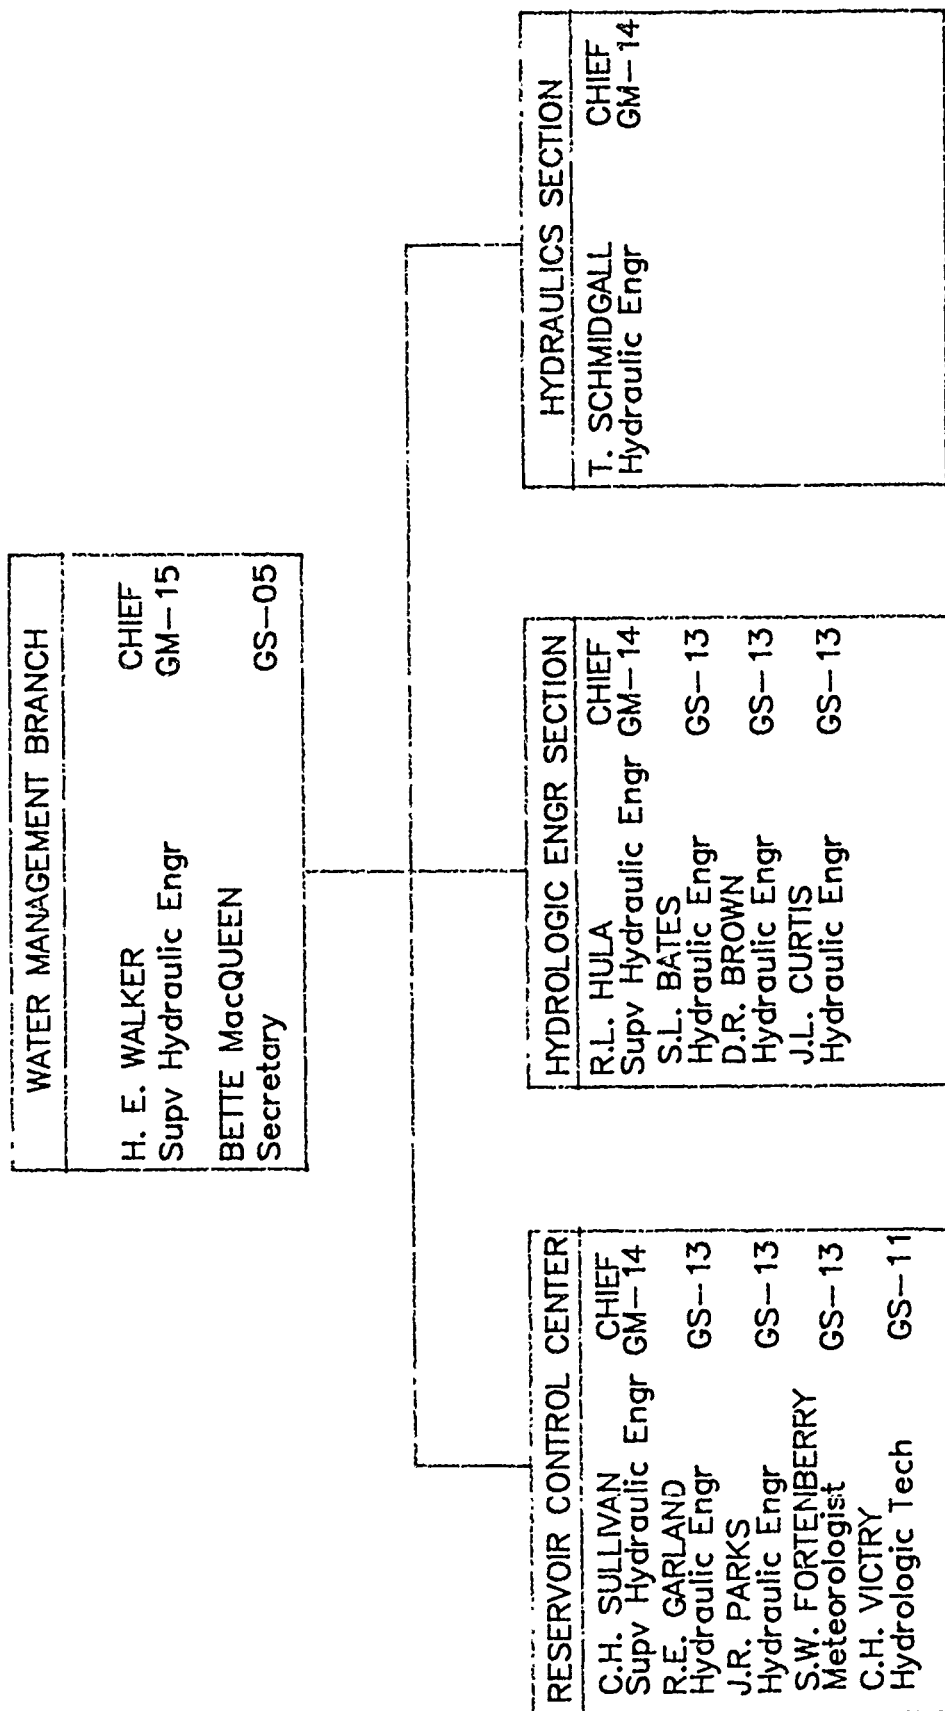 WATER MANAGEMENT BRANCH
H. E. WALKER CHIEF
Supv Hydraulic Engr GM-15
BETTE MacQUEEN
Secretary GS-05
RESERVOIR CONTROL CENTER
C.H. SULLIVAN CHIEF
Supv Hydraulic Engr GM-14
R.E. GARLAND
Hydraulic Engr GS-13
J.R. PARKS
Hydraulic Engr GS-13
S.W. FORTENBERRY
Meteorologist GS-13
C.H. VICTRY
Hydrologic Tech GS-11
HYDROLOGIC ENGR SECTION
R.L. HULA CHIEF
Supv Hydraulic Engr GM-14
S.L. BATES
Hydraulic Engr GS-13
D.R. BROWN
Hydraulic Engr GS-13
J.L. CURTIS
Hydraulic Engr GS-13
HYDRAULICS SECTION
T. SCHMIDGALL CHIEF
Hydraulic Engr GM-14